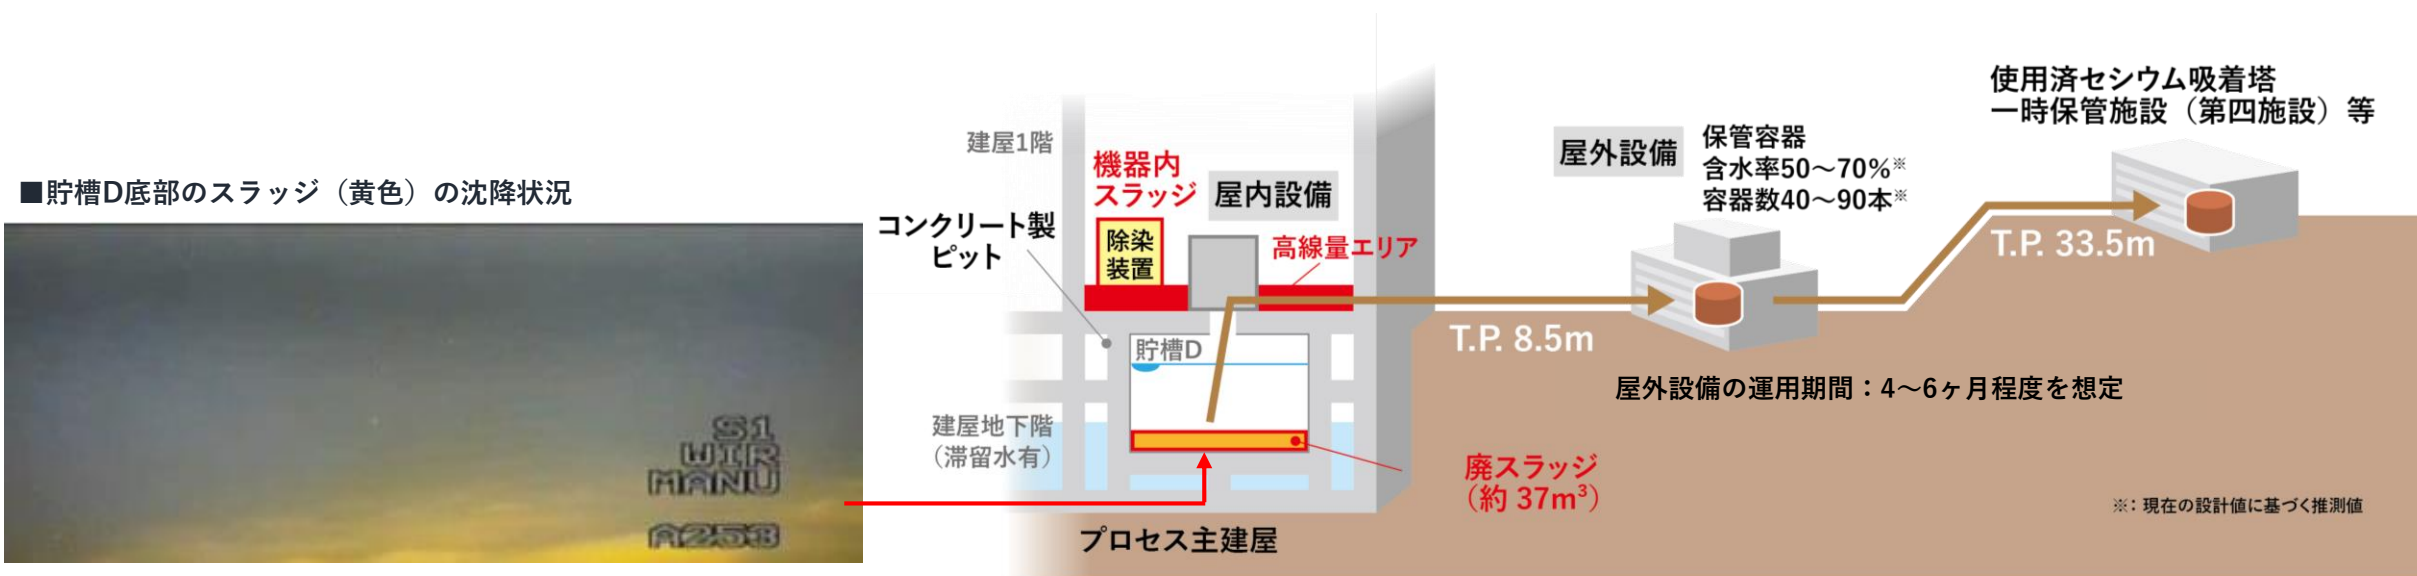 ■貯槽D底部のスラッジ（黄色）の沈降状況
S1
WIR
MANU
A253
建屋1階
機器内
スラッジ
屋内設備
コンクリート製
ピット
除染
装置
高線量エリア
貯槽D
建屋地下階
（滞留水有）
廃スラッジ
（約 37m³）
プロセス主建屋
屋外設備
保管容器
含水率50～70%※
容器数40～90本※
T.P. 8.5m
屋外設備の運用期間：4～6ヶ月程度を想定
使用済セシウム吸着塔
一時保管施設（第四施設）等
T.P. 33.5m
※：現在の設計値に基づく推測値